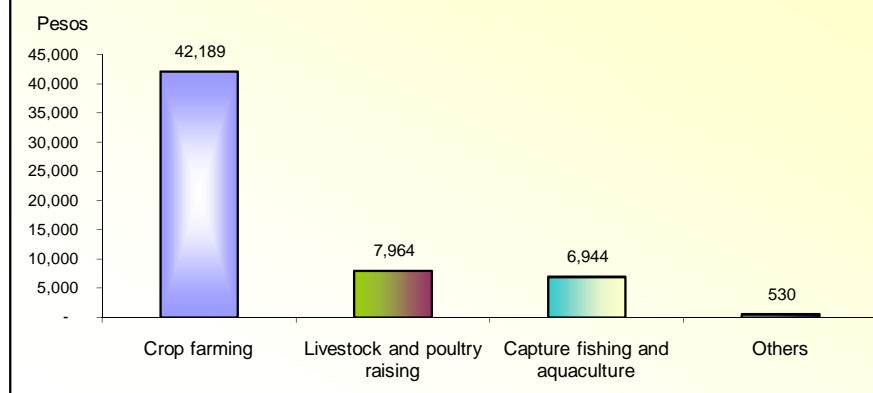 Pesos
45,000
40,000
35,000
30,000
25,000
20,000
15,000
10,000
5,000
-
42,189
7,964
6,944
530
Crop farming
Livestock and poultry
raising
Capture fishing and
aquaculture
Others